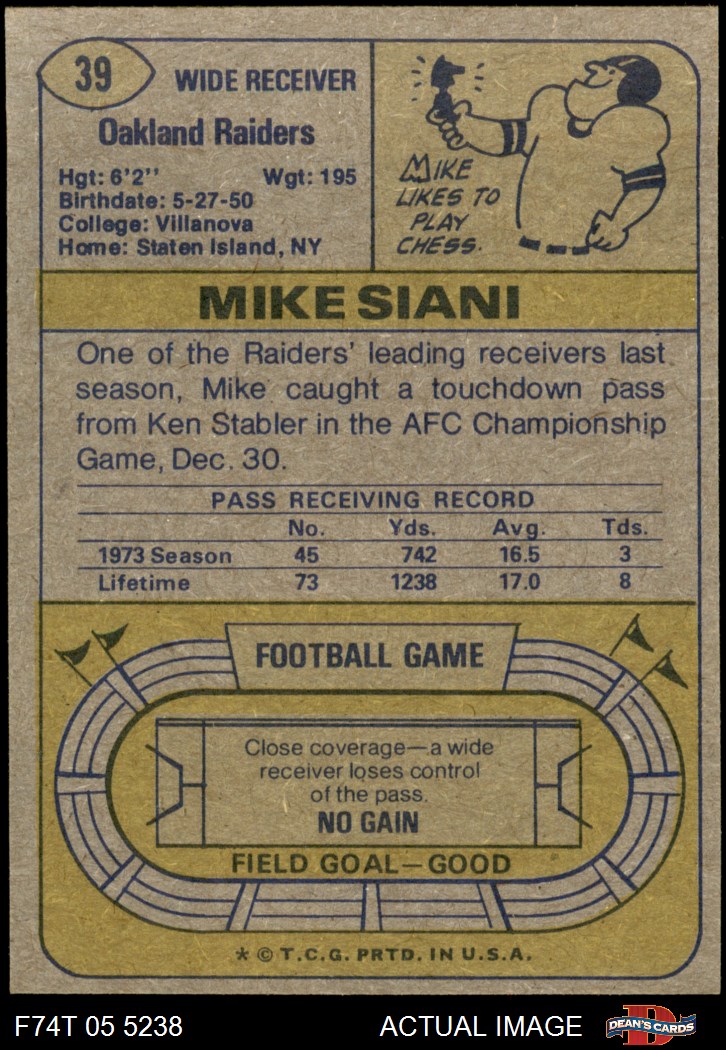 39
WIDE RECEIVER
Oakland Raiders
Hgt: 6'2" Wgt: 195
Birthdate: 5-27-50
College: Villanova
Home: Staten Island, NY
MIKE
LIKES TO
PLAY
CHESS.
MIKE SIANI
One of the Raiders' leading receivers last
season, Mike caught a touchdown pass
from Ken Stabler in the AFC Championship
Game, Dec. 30.
PASS RECEIVING RECORD
No. Yds. Avg. Tds.
1973 Season 45 742 16.5 3
Lifetime 73 1238 17.0 8
FOOTBALL GAME
Close coverage—a wide
receiver loses control
of the pass.
NO GAIN
FIELD GOAL—GOOD
* © T.C.G. PRTD. IN U.S.A.
F74T 05 5238 ACTUAL IMAGE
DEAN'S CARDS